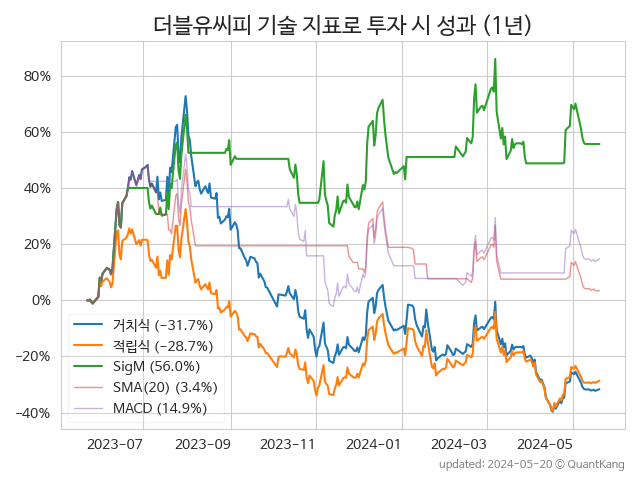 더블유씨피 기술 지표로 투자 시 성과 (1년)
80%
60%
40%
20%
0%
−20%
−40%
거치식 (−31.7%)
적립식 (−28.7%)
SigM (56.0%)
SMA(20) (3.4%)
MACD (14.9%)
2023-07
2023-09
2023-11
2024-01
2024-03
2024-05
updated: 2024-05-20 © QuantKang